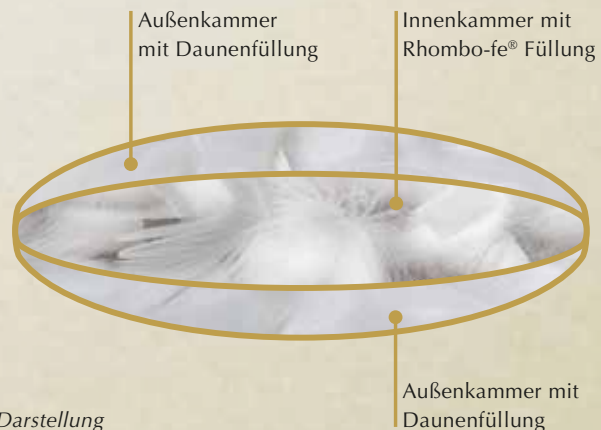 Außenkammer
mit Daunenfüllung
Innenkammer mit
Rhombo-fe® Füllung
Außenkammer mit
Daunenfüllung
Darstellung